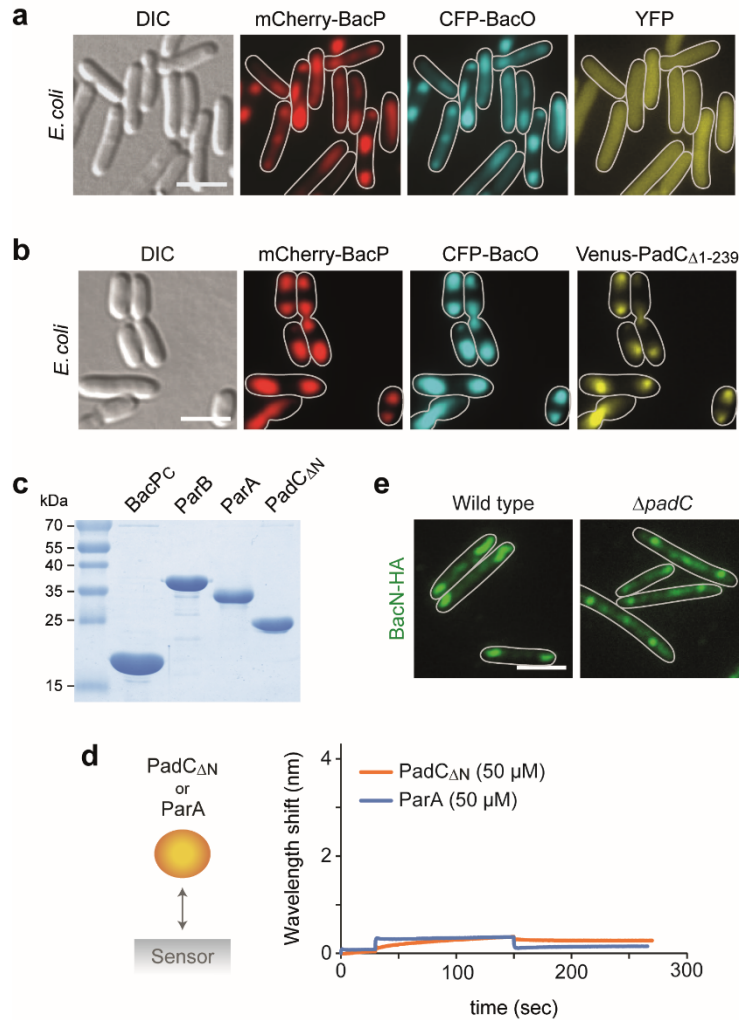 a
DIC mCherry-BacP CFP-BacO YFP
E. coli
b
DIC mCherry-BacP CFP-BacO Venus-PadCΔ1-239
E. coli
c
kDa BacPC ParB ParA PadCΔN
70
55
40
35
25
15
e
Wild type ΔpadC
BacN-HA
d
PadCΔN
or
ParA
Sensor
Wavelength shift (nm)
4
2
0
PadCΔN (50 µM)
ParA (50 µM)
0 100 200 300
time (sec)